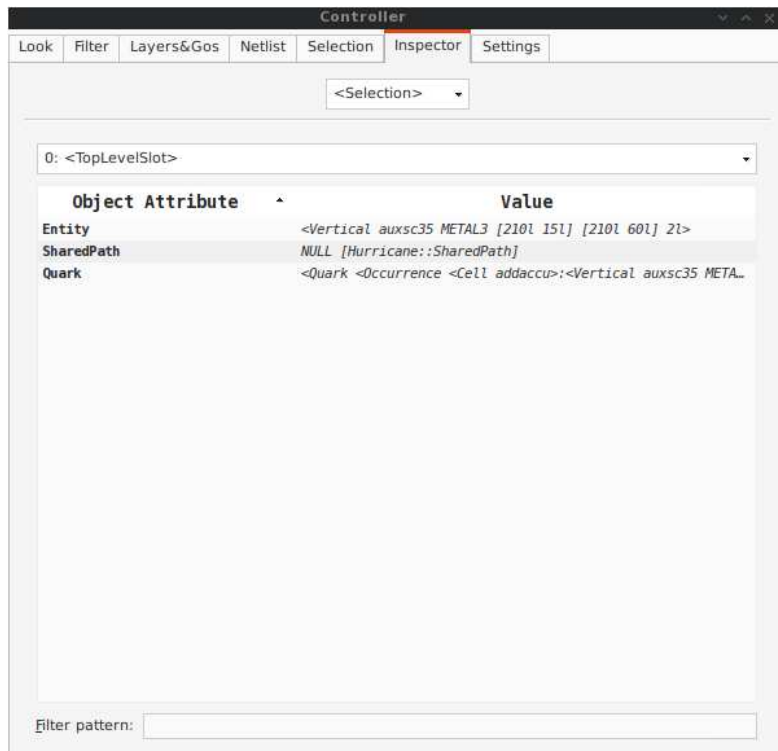 Controller
Look Filter Layers&Gos Netlist Selection Inspector Settings
<Selection>
0: <TopLevelSlot>
Object Attribute Value
Entity <Vertical auxsc35 METAL3 [210l 15l] [210l 60l] 2l>
SharedPath NULL [Hurricane::SharedPath]
Quark <Quark <Occurrence <Cell addaccu>:<Vertical auxsc35 META…
Filter pattern: